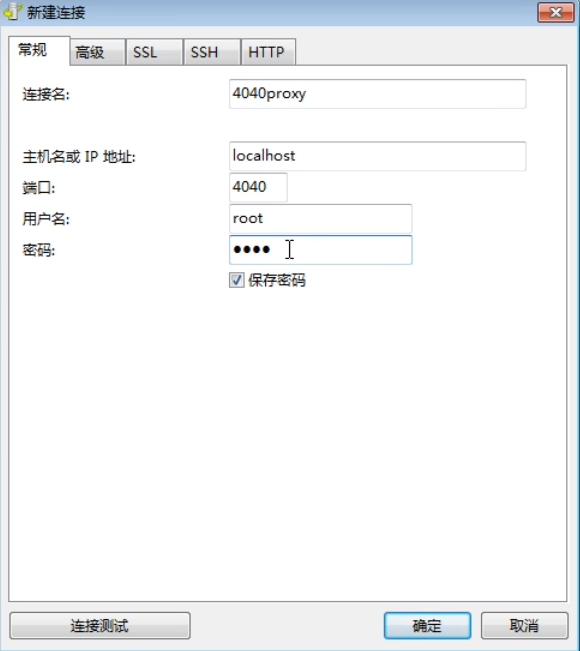 新建连接
常规 高级 SSL SSH HTTP
连接名: 4040proxy
主机名或 IP 地址: localhost
端口: 4040
用户名: root
密码: ●●●●
保存密码
连接测试 确定 取消